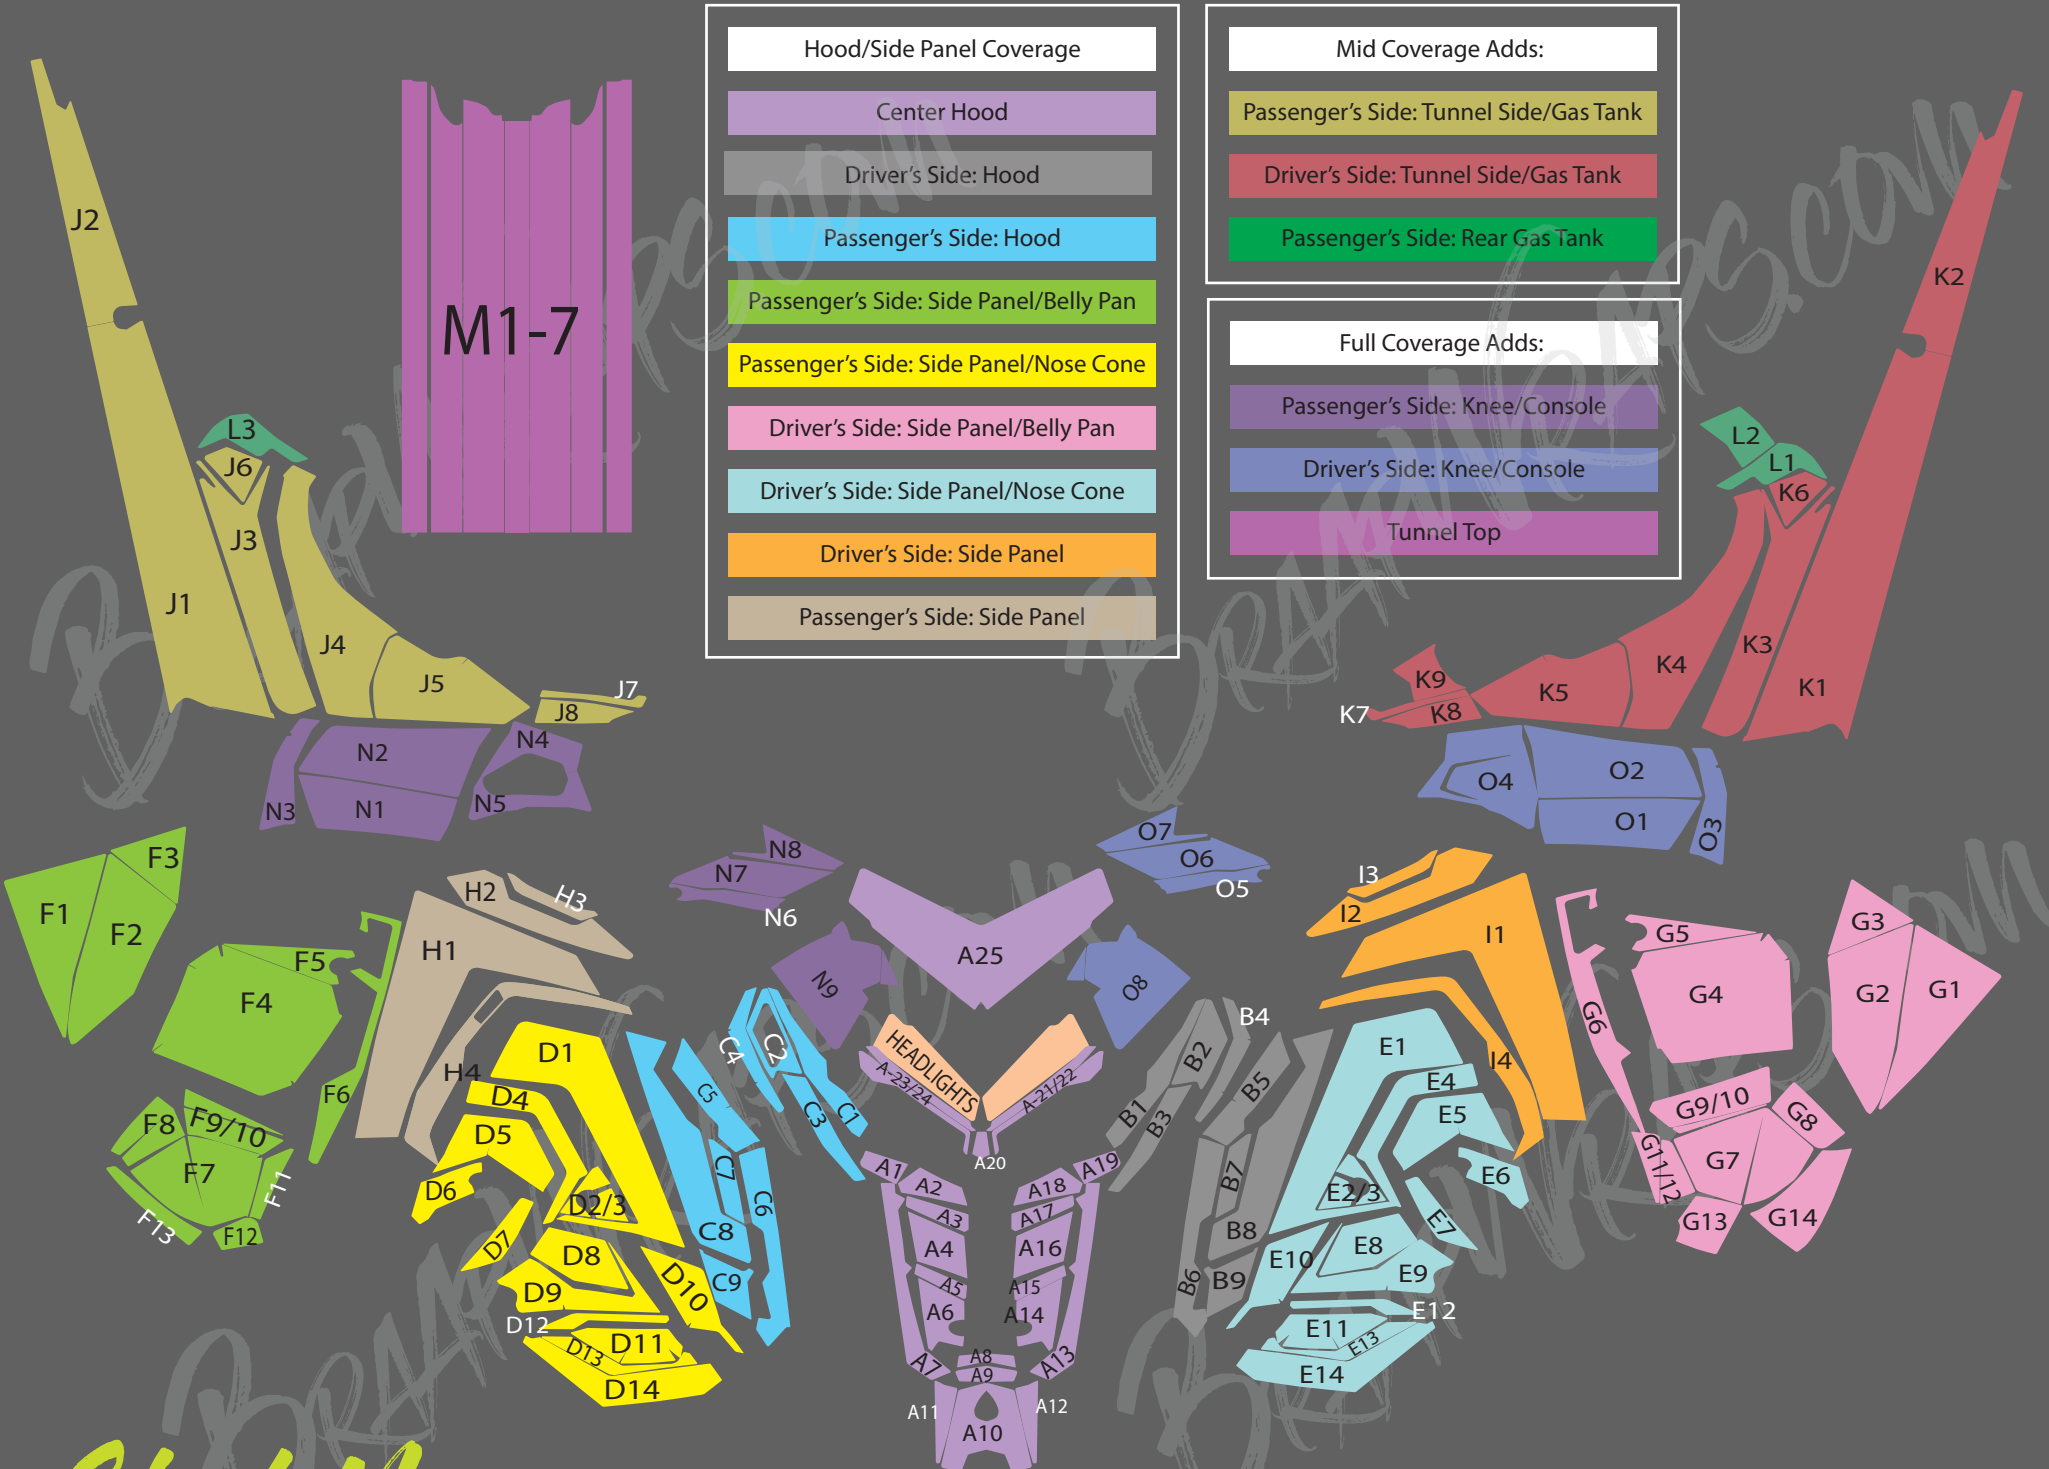 Hood/Side Panel Coverage
Center Hood
Driver's Side: Hood
Passenger's Side: Hood
Passenger's Side: Side Panel/Belly Pan
Passenger's Side: Side Panel/Nose Cone
Driver's Side: Side Panel/Belly Pan
Driver's Side: Side Panel/Nose Cone
Driver's Side: Side Panel
Passenger's Side: Side Panel
Mid Coverage Adds:
Passenger's Side: Tunnel Side/Gas Tank
Driver's Side: Tunnel Side/Gas Tank
Passenger's Side: Rear Gas Tank
Full Coverage Adds:
Passenger's Side: Knee/Console
Driver's Side: Knee/Console
Tunnel Top
M1-7
J2
L3
J6
J3
J1
J4
J5
J7
J8
N2
N4
N3
N1
N5
K2
L2
L1
K6
K3
K4
K1
K9
K5
K7
K8
O4
O2
O1
O3
N8
N7
N6
O7
O6
O5
F3
F1
F2
F5
F4
F6
F8
F9/10
F7
F11
F13
F12
H2
H3
H1
H4
D1
D4
D5
D6
D2/3
D7
D8
D9
D10
D12
D11
D13
D14
C4
C2
C5
C3
C1
C7
C6
C8
C9
N9
A25
O8
HEADLIGHTS
A-23/24
A-21/22
A20
A1
A2
A3
A4
A5
A6
A7
A8
A9
A10
A11
A12
A13
A14
A15
A16
A17
A18
A19
B4
B2
B5
B1
B3
B7
B8
B6
B9
I3
I2
I1
I4
E1
E4
E5
E6
E2/3
E7
E8
E10
E9
E12
E11
E13
E14
G3
G5
G4
G2
G1
G6
G9/10
G8
G11/12
G7
G13
G14
BRAAPWRAPS.COM
BRAAPWRAPS.COM